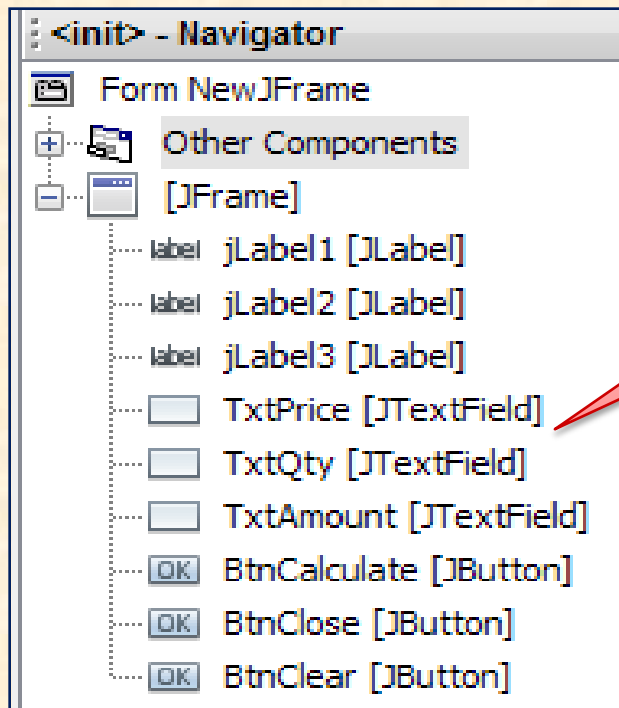 <init> - Navigator
Form NewJFrame
Other Components
[JFrame]
label jLabel1 [JLabel]
label jLabel2 [JLabel]
label jLabel3 [JLabel]
TxtPrice [JTextField]
TxtQty [JTextField]
TxtAmount [JTextField]
OK BtnCalculate [JButton]
OK BtnClose [JButton]
OK BtnClear [JButton]